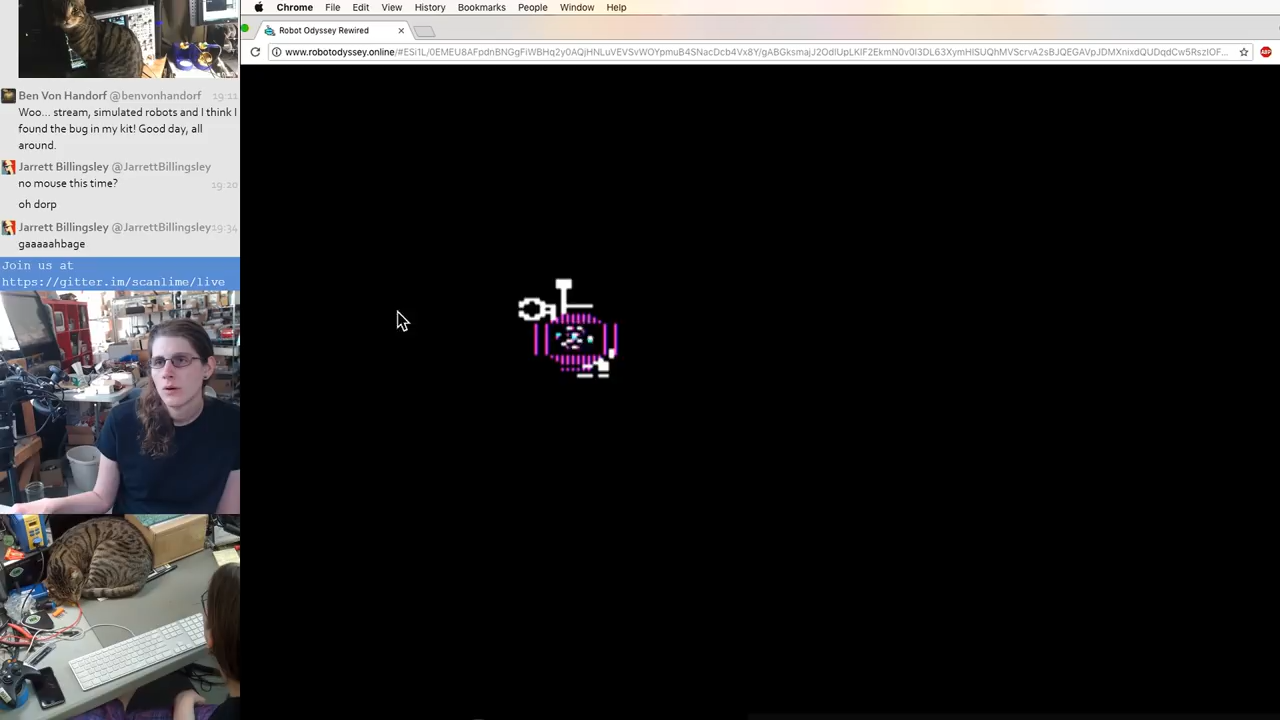 Chrome File Edit View History Bookmarks People Window Help
Robot Odyssey Rewired
www.robotodyssey.online/
Ben Von Handorf @benvonhandorf 19:11
Woo... stream, simulated robots and I think I
found the bug in my kit! Good day, all
around.
Jarrett Billingsley @JarrettBillingsley
no mouse this time? 19:20
oh dorp
Jarrett Billingsley @JarrettBillingsley 19:34
gaaaaahbage
Join us at
https://gitter.im/scanlime/live